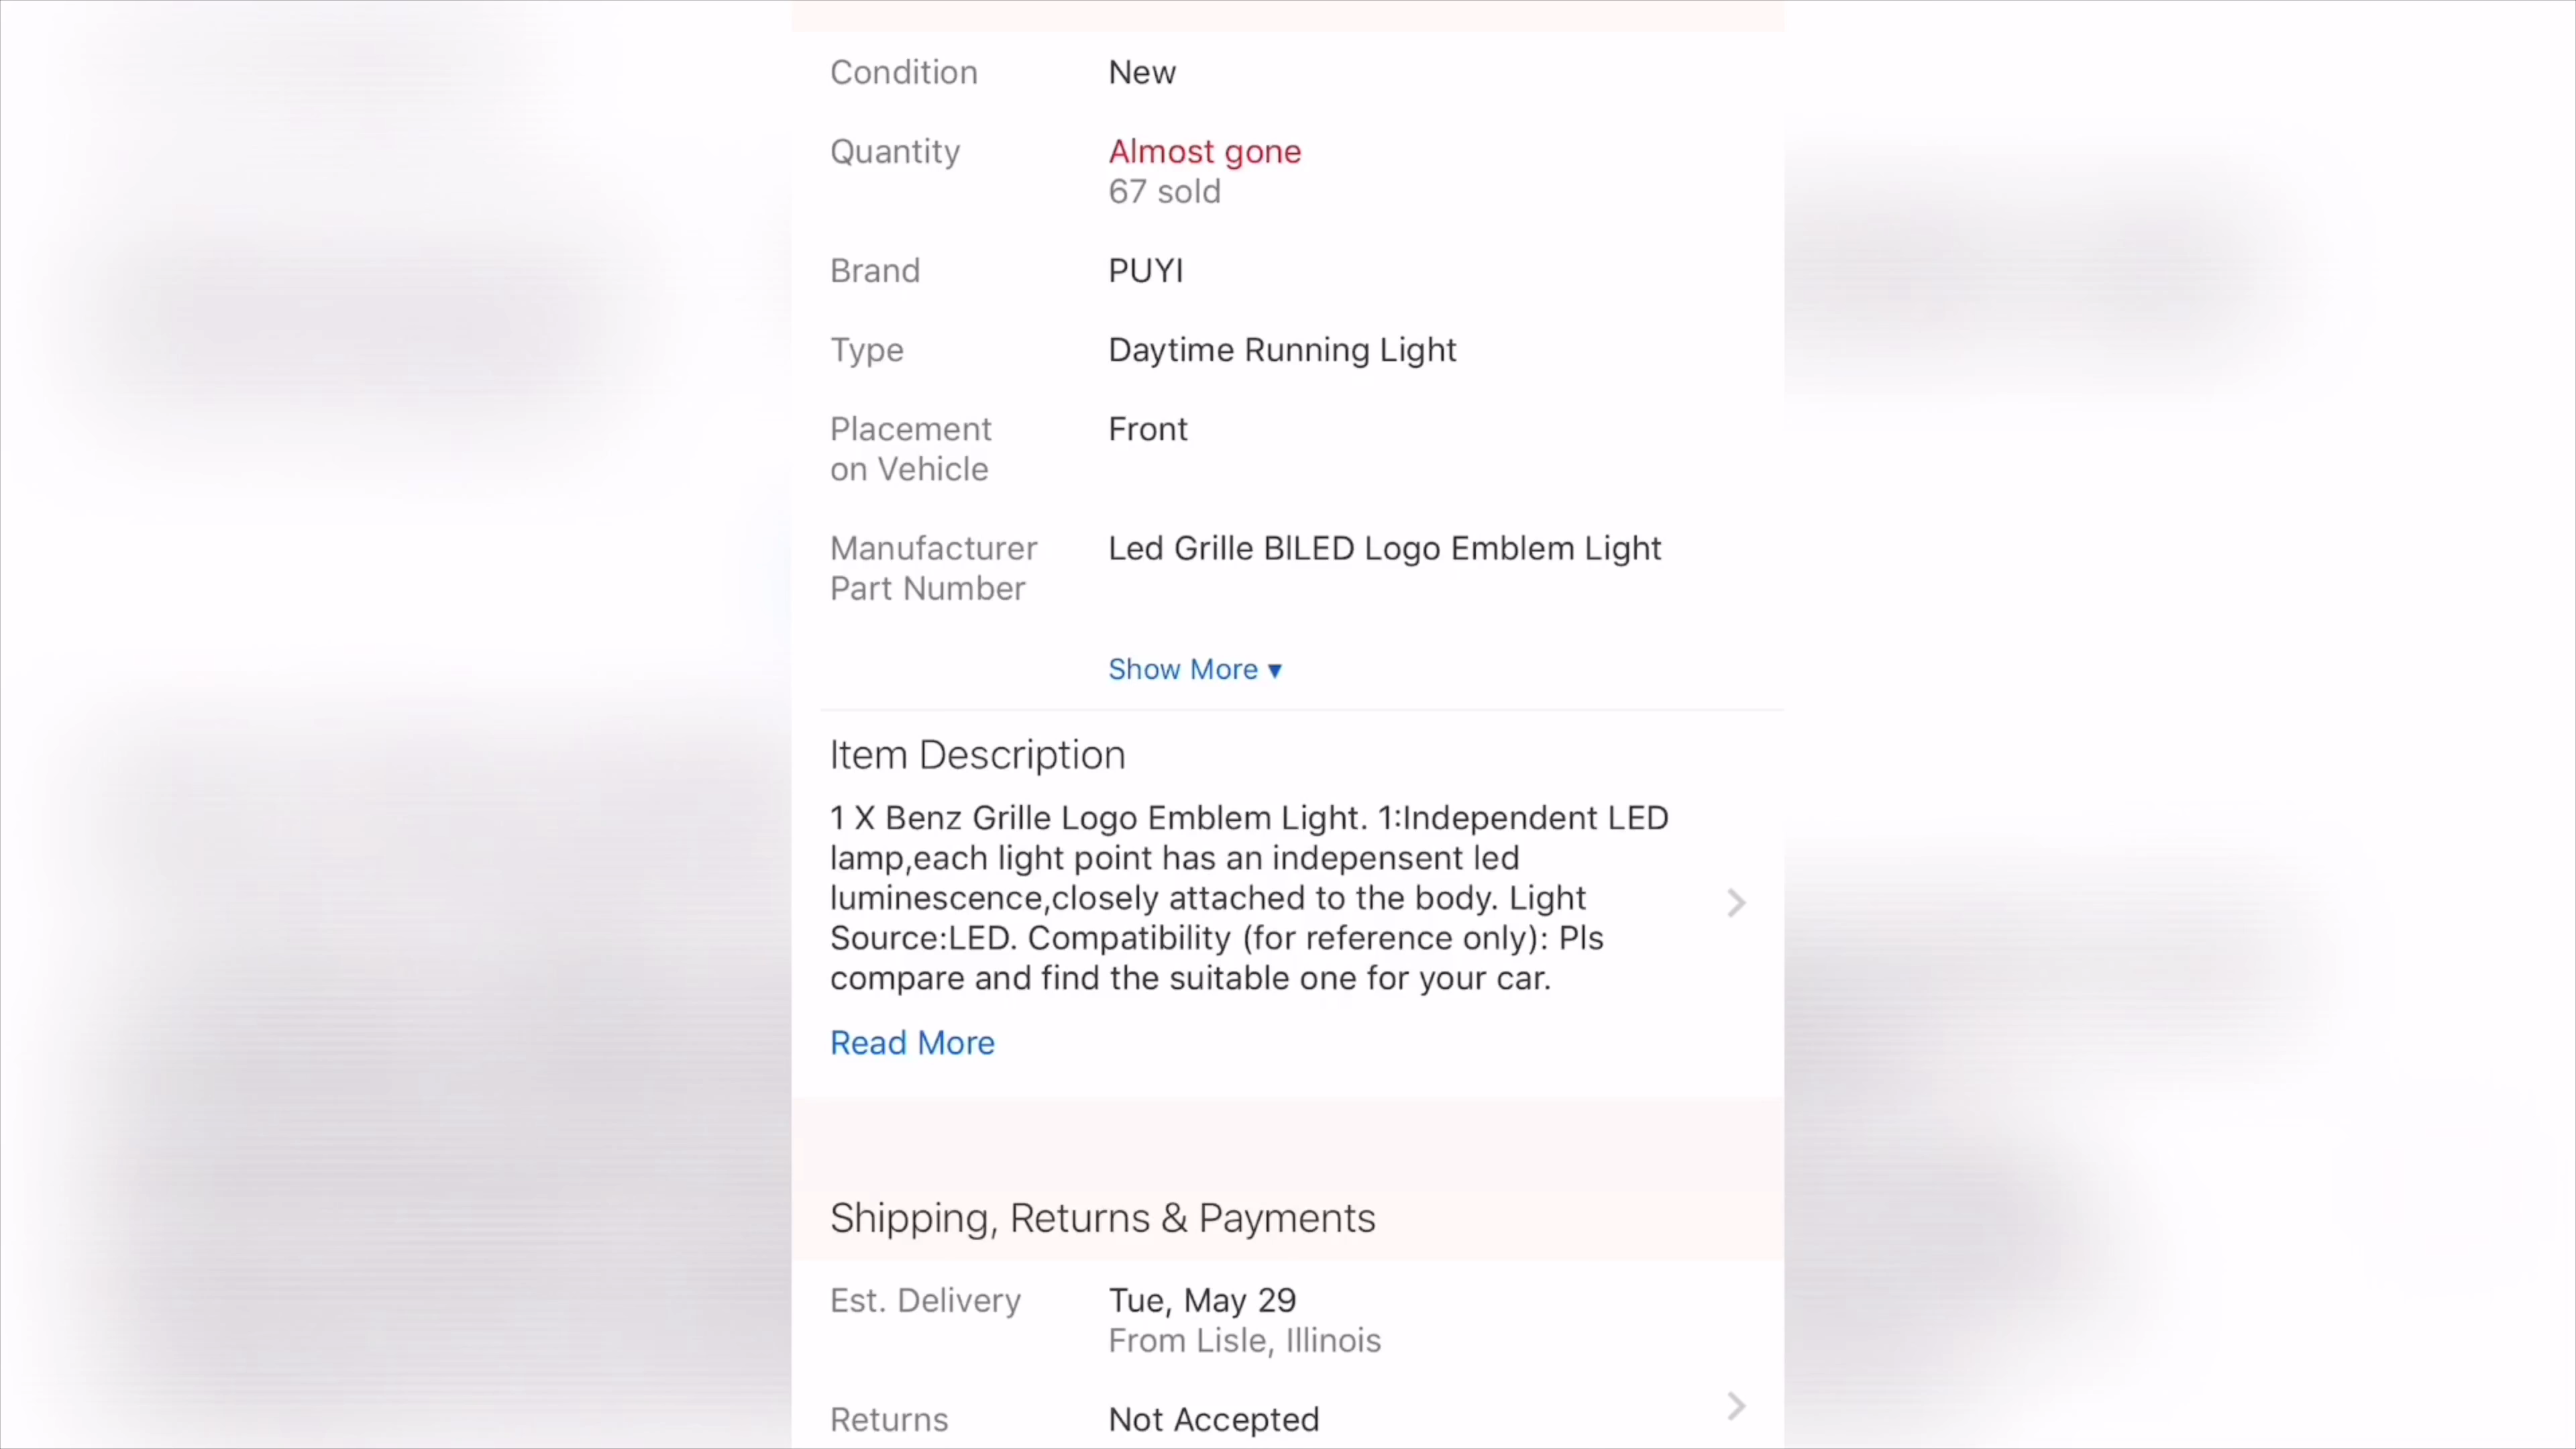 Condition New
Quantity Almost gone
67 sold
Brand PUYI
Type Daytime Running Light
Placement Front
on Vehicle
Manufacturer Led Grille BlLED Logo Emblem Light
Part Number
Show More ▼
Item Description
1 X Benz Grille Logo Emblem Light. 1:Independent LED
lamp,each light point has an indepensent led
luminescence,closely attached to the body. Light
Source:LED. Compatibility (for reference only): Pls
compare and find the suitable one for your car.
Read More
Shipping, Returns & Payments
Est. Delivery Tue, May 29
From Lisle, Illinois
Returns Not Accepted